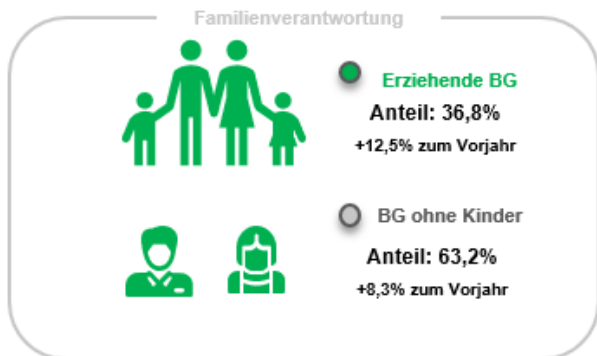 Familienverantwortung
Erziehende BG
Anteil: 36,8%
+12,5% zum Vorjahr
BG ohne Kinder
Anteil: 63,2%
+8,3% zum Vorjahr